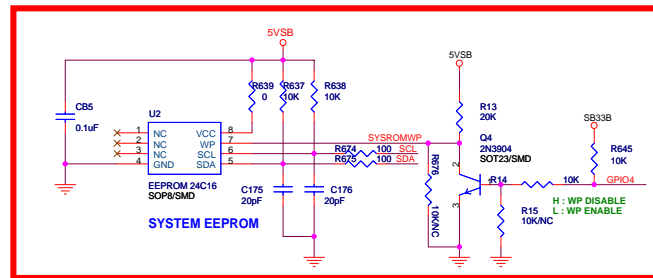 5VSB
5VSB
SB33B
R639
0
R637
10K
R638
10K
CB5
0.1uF
R13
20K
Q4
2N3904
SOT23/SMD
R645
10K
U2
1 NC VCC 8
2 NC WP 7
3 NC SCL 6
4 GND SDA 5
SYSROMWP
R674 100 SCL
R675 100 SDA
EEPROM 24C16
SOP8/SMD
C175
20pF
C176
20pF
R676
10K/NC
2
1
3
R14
10K
GPIO4
R15
10K/NC
H : WP DISABLE
L : WP ENABLE
SYSTEM EEPROM